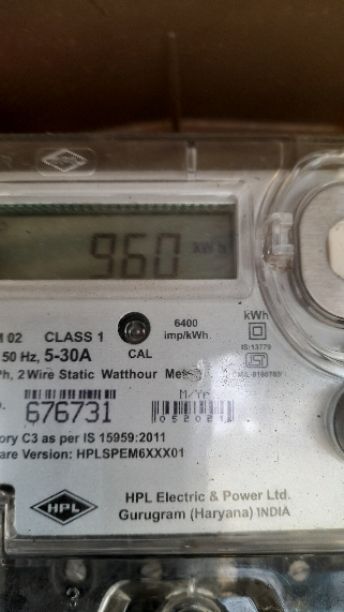 960 kWh
M 02 CLASS 1
6400 imp/kWh.
kWh
50 Hz, 5-30A CAL
IS:13779
Ph, 2 Wire Static Watthour
676731
M/Yr
052021
ory C3 as per IS 15959:2011
are Version: HPLSPEM6XXX01
HPL
HPL Electric & Power Ltd.
Gurugram (Haryana) INDIA